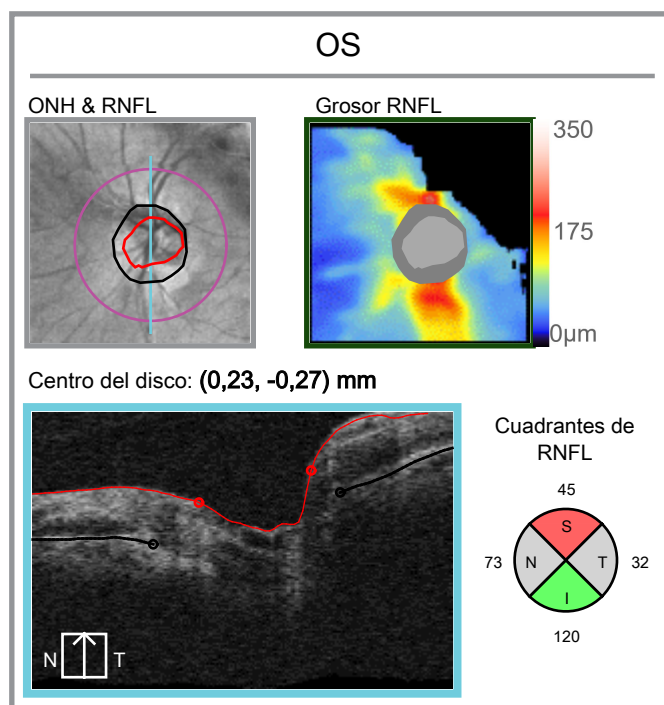 OS
ONH & RNFL
Grosor RNFL
350
175
0µm
Centro del disco: (0,23, -0,27) mm
Cuadrantes de
RNFL
45
S
73 N T 32
I
120
N T